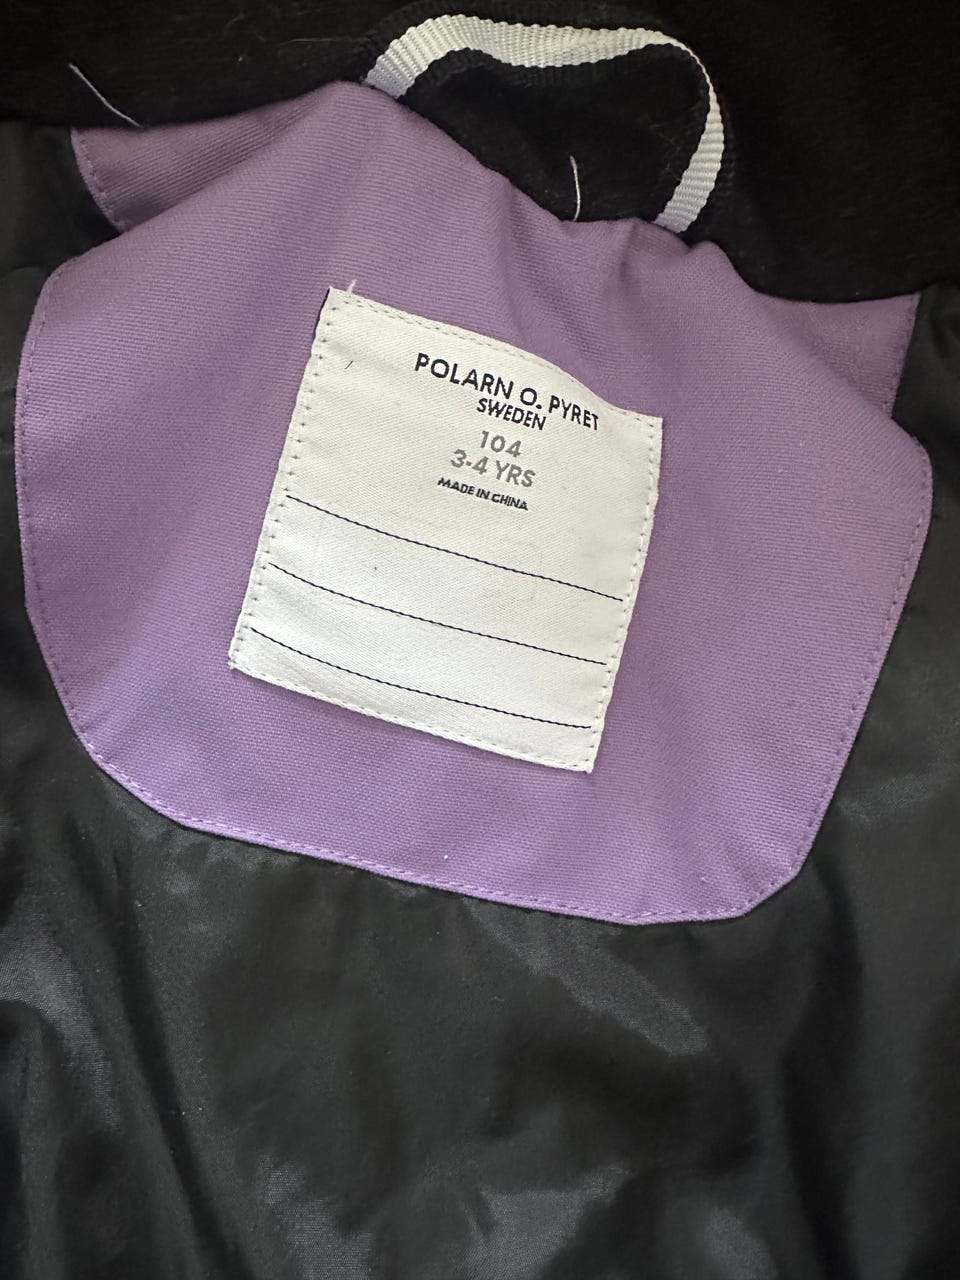 POLARN O. PYRET
SWEDEN
104
3-4 YRS
MADE IN CHINA